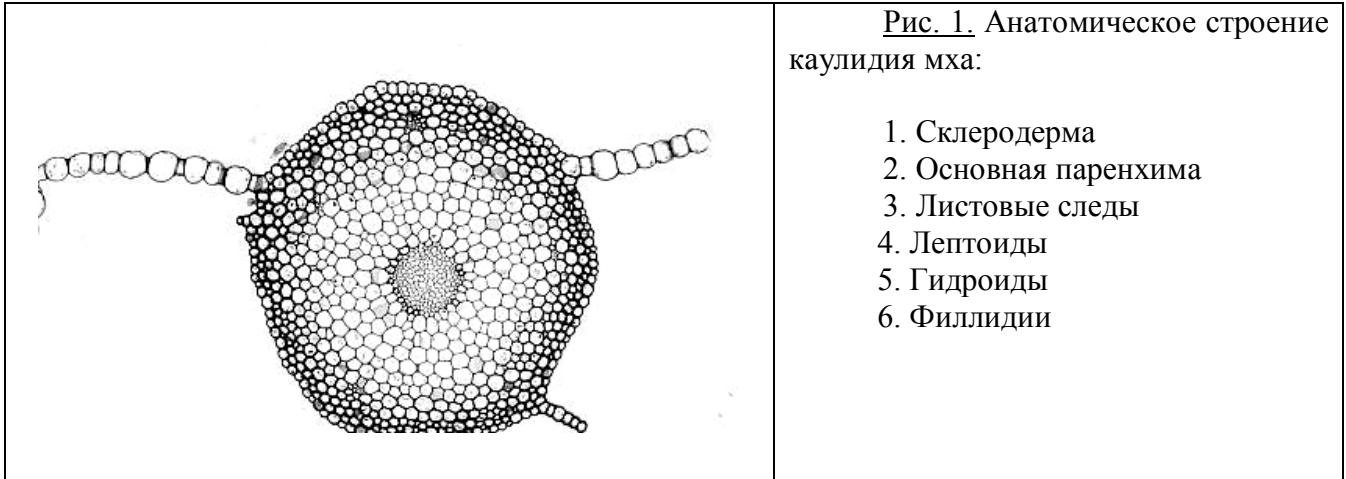 Рис. 1. Анатомическое строение
каулидия мха:
1. Склеродерма
2. Основная паренхима
3. Листовые следы
4. Лептоиды
5. Гидроиды
6. Филлидии